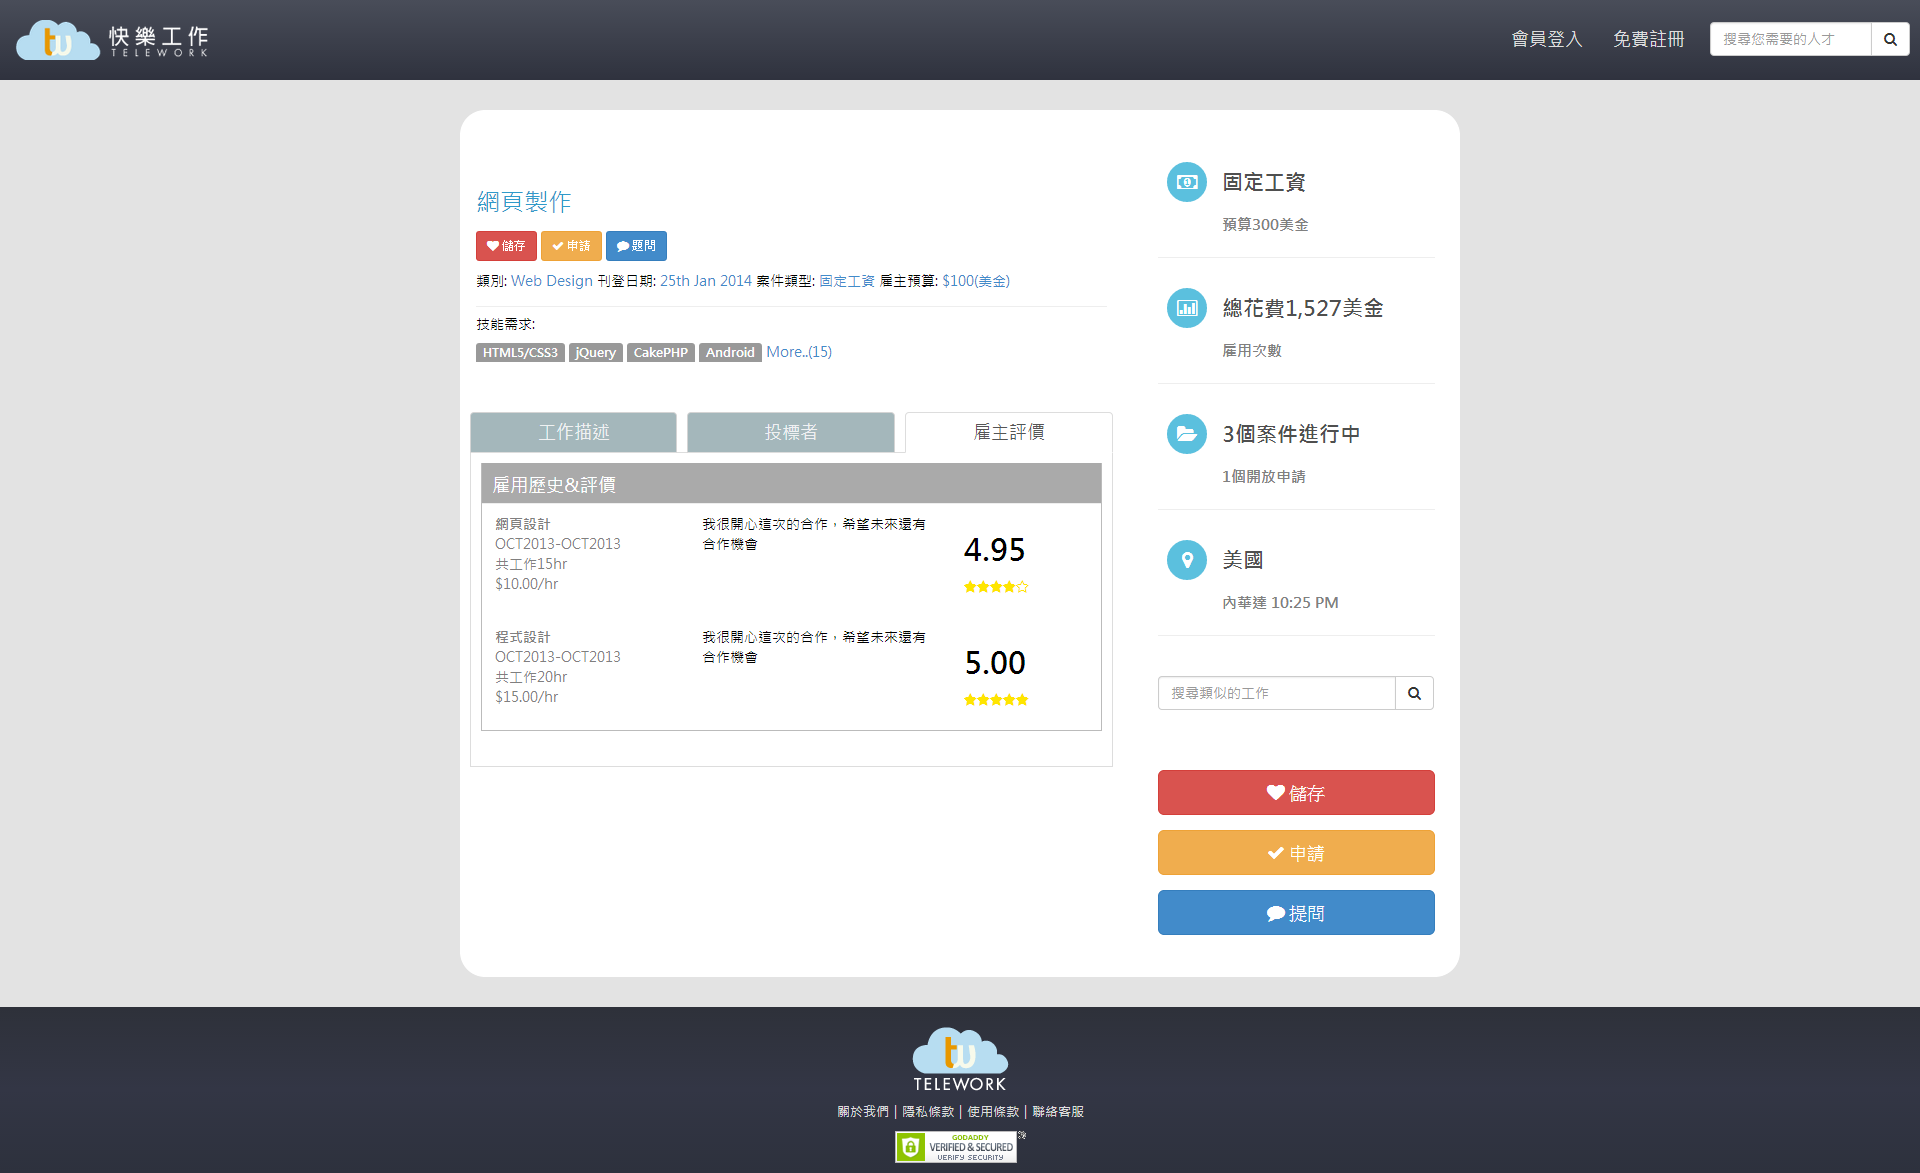 tw 快樂工作
TELEWORK
會員登入 免費註冊 搜尋您需要的人才
網頁製作
儲存 申請 題問
類別: Web Design 刊登日期: 25th Jan 2014 案件類型: 固定工資 雇主預算: $100(美金)
技能需求:
HTML5/CSS3 jQuery CakePHP Android More..(15)
工作描述 投標者 雇主評價
雇用歷史&評價
網頁設計
OCT2013-OCT2013
共工作15hr
$10.00/hr
我很開心這次的合作，希望未來還有
合作機會
4.95
程式設計
OCT2013-OCT2013
共工作20hr
$15.00/hr
我很開心這次的合作，希望未來還有
合作機會
5.00
固定工資
預算300美金
總花費1,527美金
雇用次數
3個案件進行中
1個開放申請
美國
內華達 10:25 PM
搜尋類似的工作
儲存
申請
提問
tw
TELEWORK
關於我們 | 隱私條款 | 使用條款 | 聯絡客服
GODADDY
VERIFIED & SECURED
VERIFY SECURITY